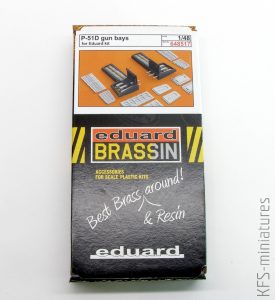 P-51D gun bays
for Eduard kit
1/48
648517
eduard
BRASSIN
ACCESSORIES
FOR SCALE PLASTIC KITS
Best Brass around!
& Resin
eduard
KFS-miniatures